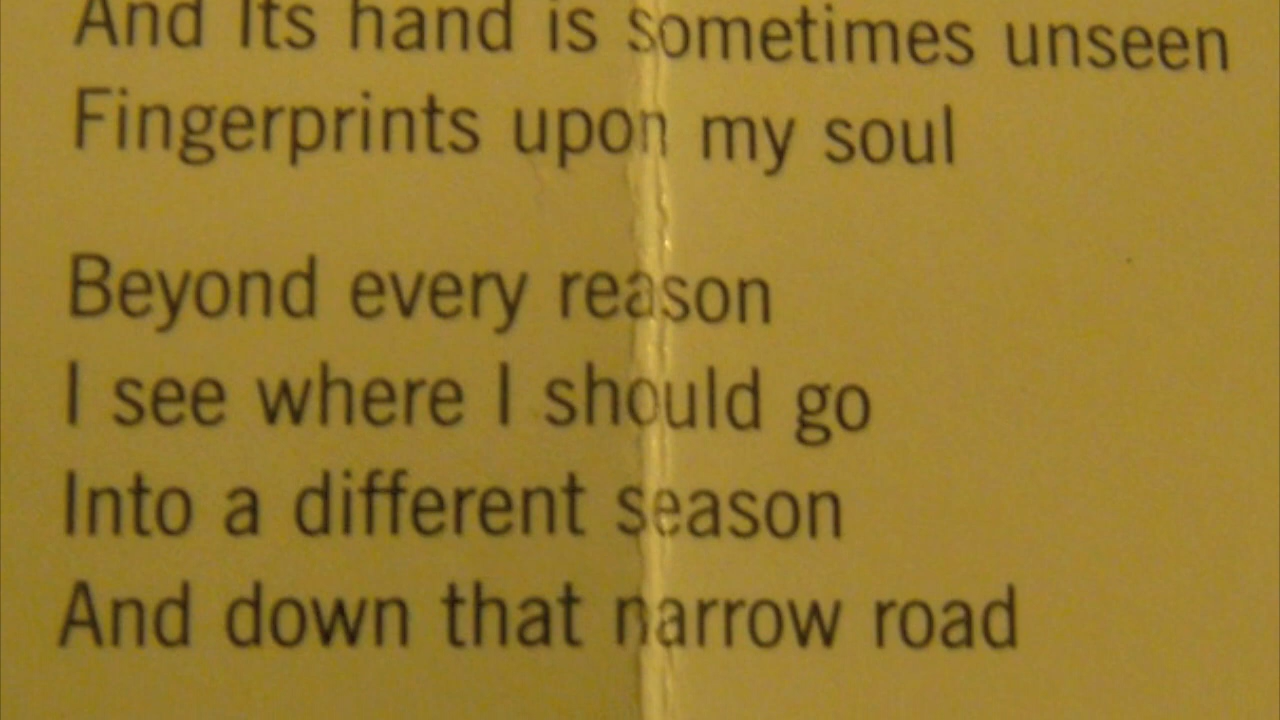 And Its hand is sometimes unseen
Fingerprints upon my soul
Beyond every reason
I see where I should go
Into a different season
And down that narrow road